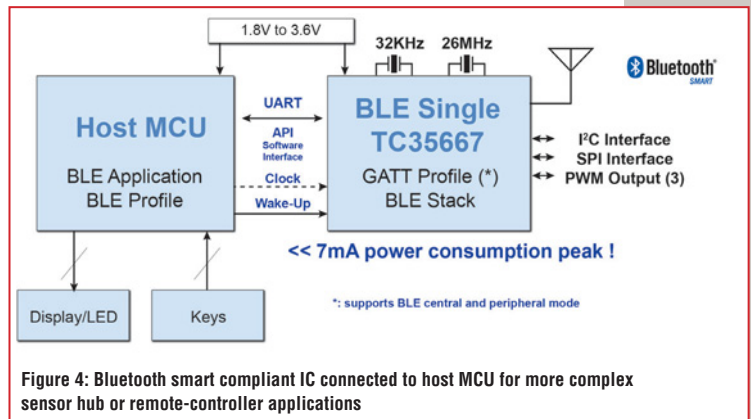 1.8V to 3.6V
32KHz
26MHz
Bluetooth®
SMART
Host MCU
BLE Application
BLE Profile
UART
API
Software
Interface
Clock
Wake-Up
BLE Single
TC35667
GATT Profile (*)
BLE Stack
I²C Interface
SPI Interface
PWM Output (3)
<< 7mA power consumption peak !
Display/LED
Keys
*: supports BLE central and peripheral mode
Figure 4: Bluetooth smart compliant IC connected to host MCU for more complex
sensor hub or remote-controller applications